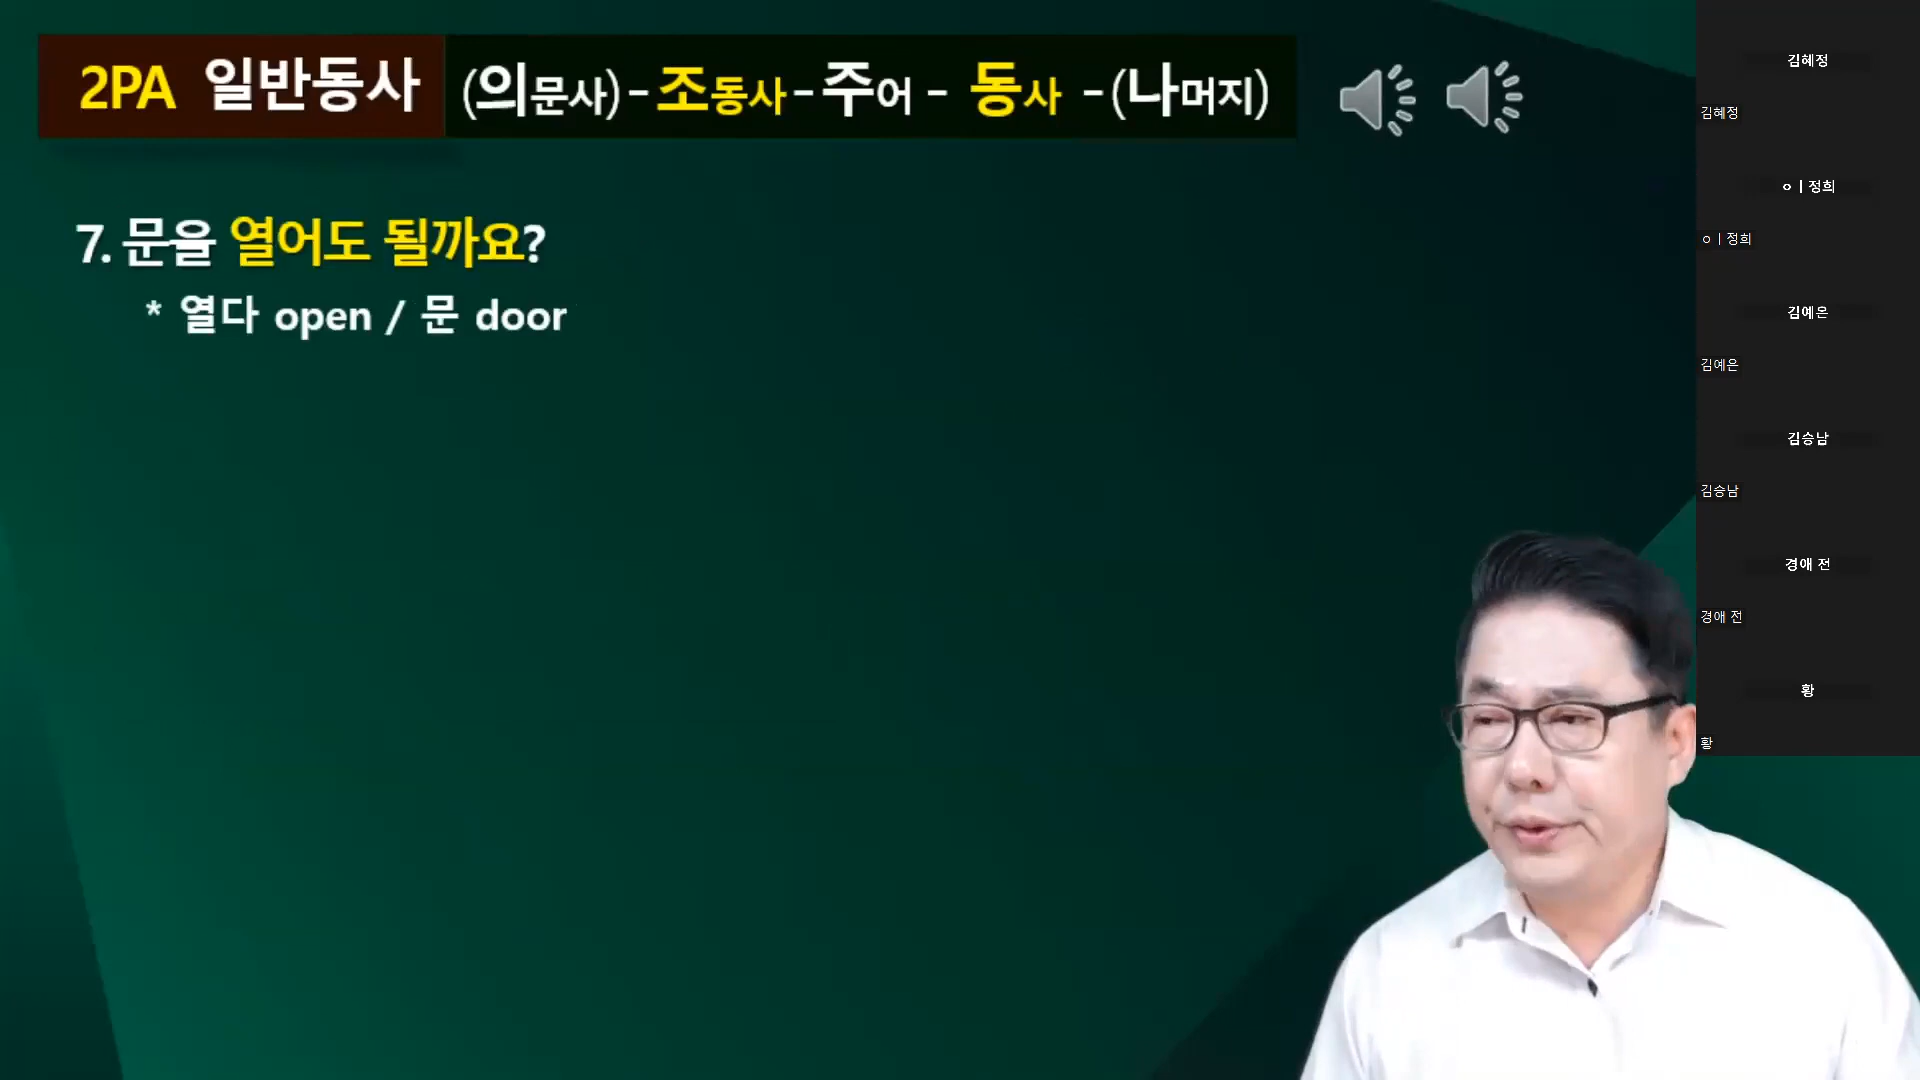 2PA 일반동사 (의문사) - 조동사 - 주어 - 동사 - (나머지)
7. 문을 열어도 될까요?
* 열다 open / 문 door
김혜정
김혜정
ㅇㅣ정희
ㅇㅣ정희
김예은
김예은
김승남
김승남
경애 전
경애 전
황
황